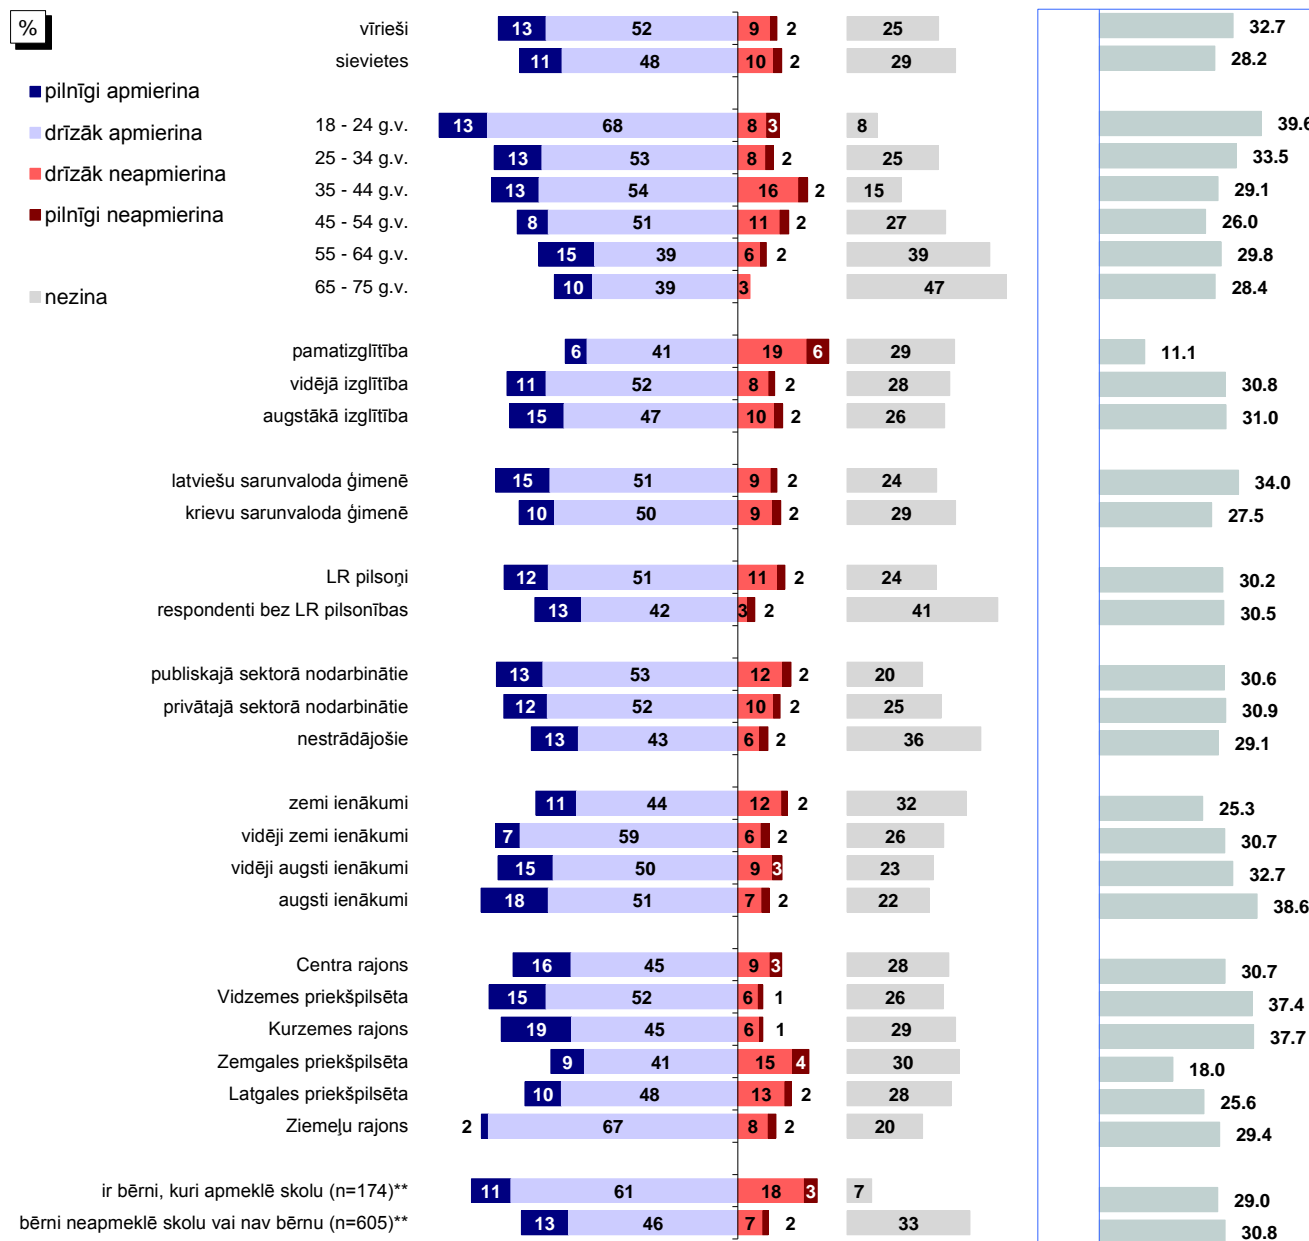 %
pilnīgi apmierina
drīzāk apmierina
drīzāk neapmierina
pilnīgi neapmierina
nezina
vīrieši 13 52 9 2 25 32.7
sievietes 11 48 10 2 29 28.2
18 - 24 g.v. 13 68 8 3 8 39.6
25 - 34 g.v. 13 53 8 2 25 33.5
35 - 44 g.v. 13 54 16 2 15 29.1
45 - 54 g.v. 8 51 11 2 27 26.0
55 - 64 g.v. 15 39 6 2 39 29.8
65 - 75 g.v. 10 39 3 47 28.4
pamatizglītība 6 41 19 6 29 11.1
vidējā izglītība 11 52 8 2 28 30.8
augstākā izglītība 15 47 10 2 26 31.0
latviešu sarunvaloda ģimenē 15 51 9 2 24 34.0
krievu sarunvaloda ģimenē 10 50 9 2 29 27.5
LR pilsoņi 12 51 11 2 24 30.2
respondenti bez LR pilsonības 13 42 3 2 41 30.5
publiskajā sektorā nodarbinātie 13 53 12 2 20 30.6
privātajā sektorā nodarbinātie 12 52 10 2 25 30.9
nestrādājošie 13 43 6 2 36 29.1
zemi ienākumi 11 44 12 2 32 25.3
vidēji zemi ienākumi 7 59 6 2 26 30.7
vidēji augsti ienākumi 15 50 9 3 23 32.7
augsti ienākumi 18 51 7 2 22 38.6
Centra rajons 16 45 9 3 28 30.7
Vidzemes priekšpilsēta 15 52 6 1 26 37.4
Kurzemes rajons 19 45 6 1 29 37.7
Zemgales priekšpilsēta 9 41 15 4 30 18.0
Latgales priekšpilsēta 10 48 13 2 28 25.6
Ziemeļu rajons 2 67 8 2 20 29.4
ir bērni, kuri apmeklē skolu (n=174)** 11 61 18 3 7 29.0
bērni neapmeklē skolu vai nav bērnu (n=605)** 13 46 7 2 33 30.8